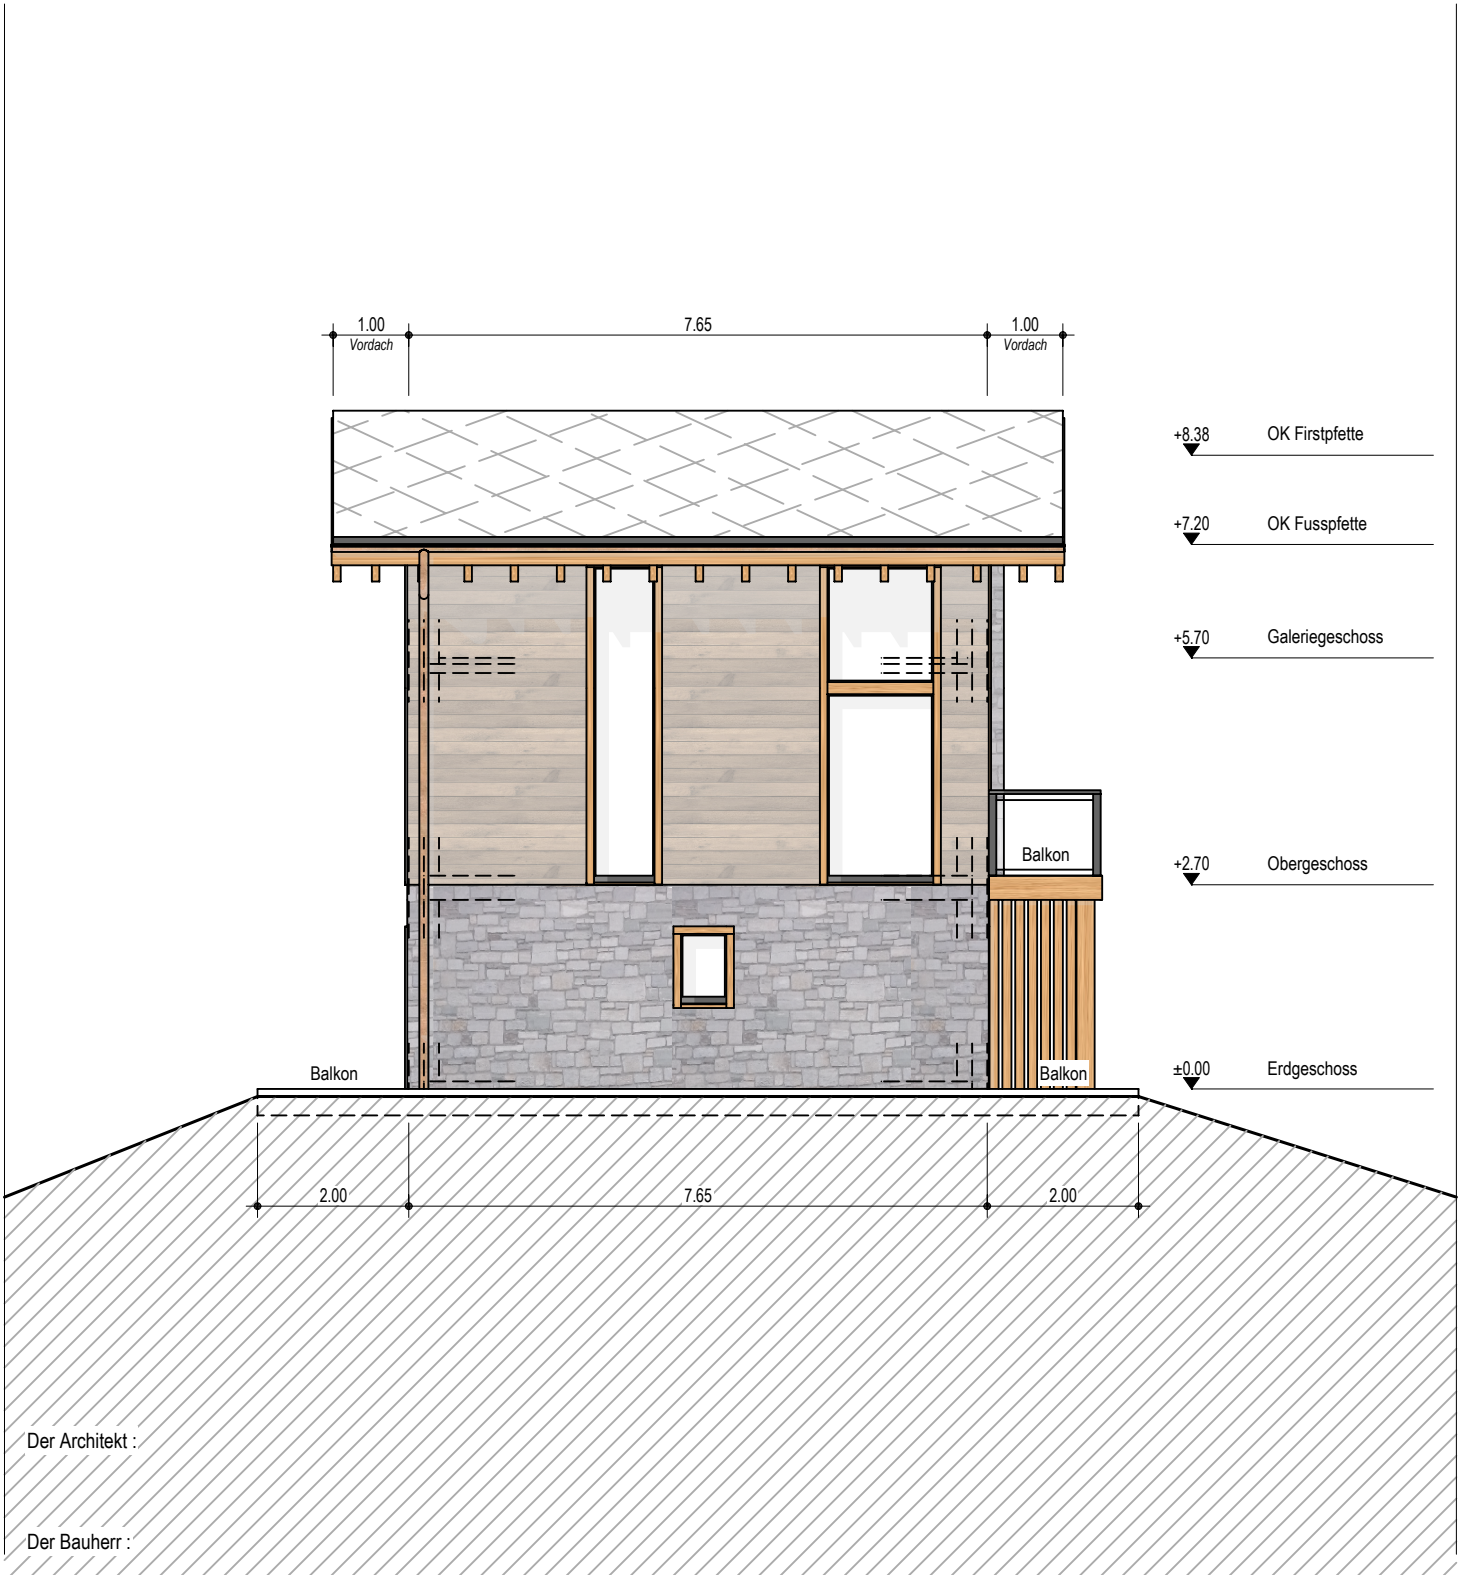 1.00 7.65 1.00
Vordach Vordach
+8.38 OK Firstpfette
+7.20 OK Fusspfette
+5.70 Galeriegeschoss
Balkon
+2.70 Obergeschoss
Balkon Balkon
±0.00 Erdgeschoss
2.00 7.65 2.00
Der Architekt :
Der Bauherr :